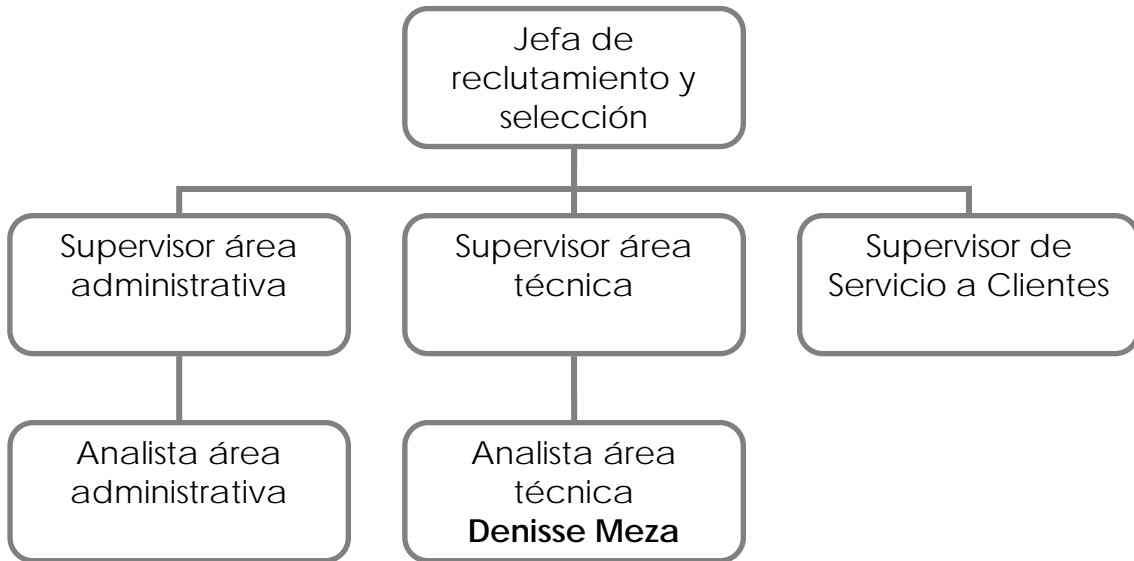 Jefa de
reclutamiento y
selección
Supervisor área
administrativa
Supervisor área
técnica
Supervisor de
Servicio a Clientes
Analista área
administrativa
Analista área
técnica
Denisse Meza